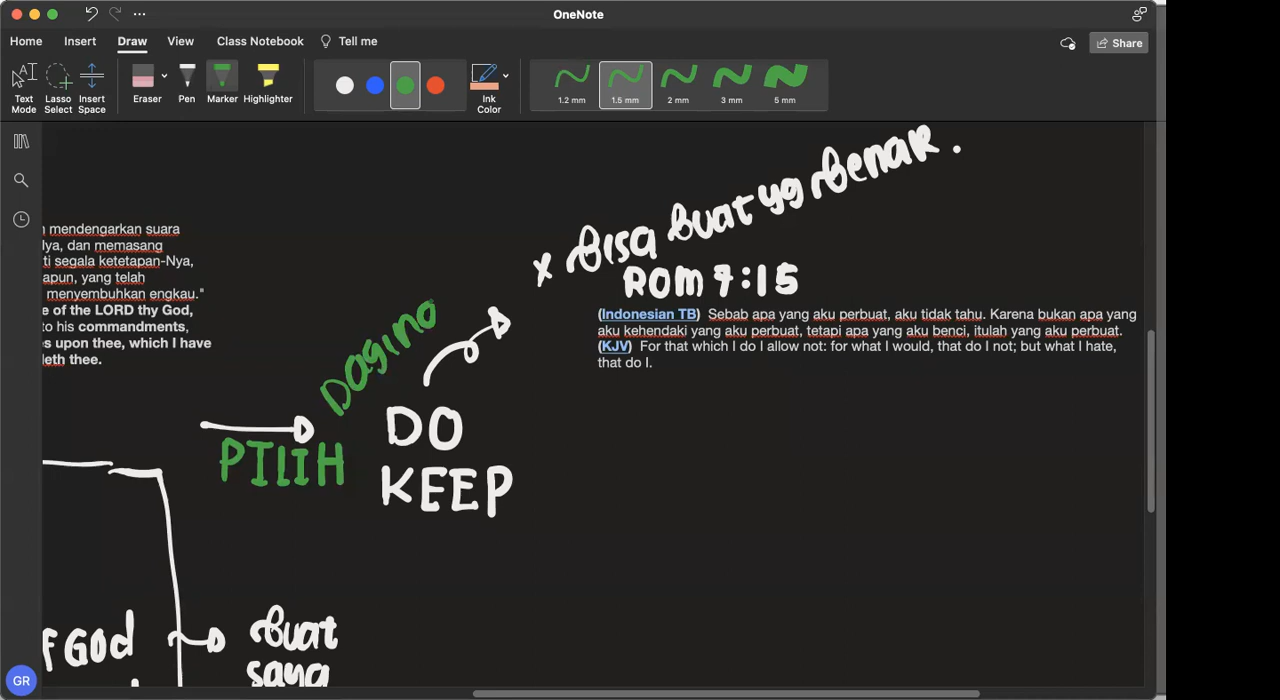 OneNote
Home Insert Draw View Class Notebook Tell me
Share
Text Mode
Lasso Select
Insert Space
Eraser
Pen
Marker
Highlighter
Ink Color
1.2 mm
1.5 mm
2 mm
3 mm
5 mm
x Bisa Buat yg Benar.
ROM 7:15
mendengarkan suara
dan memasang
segala ketetapan-Nya,
yang telah
menyembuhkan engkau."
e of the LORD thy God,
to his commandments,
es upon thee, which I have
leth thee.
(Indonesian TB) Sebab apa yang aku perbuat, aku tidak tahu. Karena bukan apa yang
aku kehendaki yang aku perbuat, tetapi apa yang aku benci, itulah yang aku perbuat.
(KJV) For that which I do I allow not: for what I would, that do I not; but what I hate,
that do I.
Daging
DO
PILIH
KEEP
f God
Buat
saya
GR